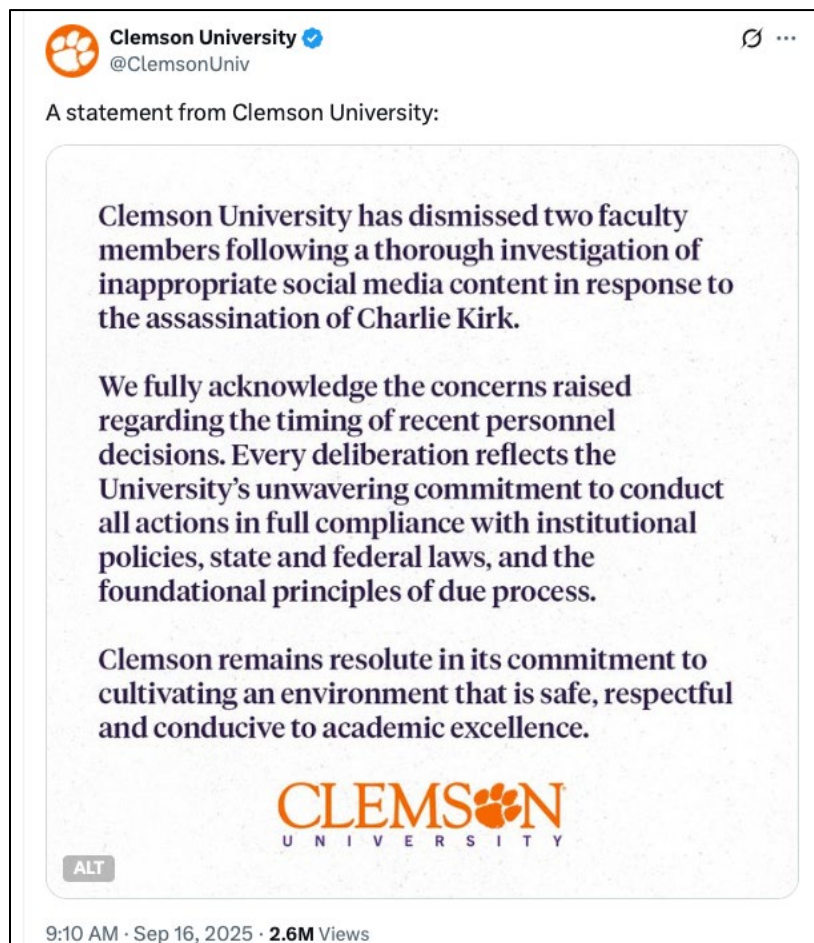 Clemson University
@ClemsonUniv
A statement from Clemson University:
Clemson University has dismissed two faculty
members following a thorough investigation of
inappropriate social media content in response to
the assassination of Charlie Kirk.
We fully acknowledge the concerns raised
regarding the timing of recent personnel
decisions. Every deliberation reflects the
University’s unwavering commitment to conduct
all actions in full compliance with institutional
policies, state and federal laws, and the
foundational principles of due process.
Clemson remains resolute in its commitment to
cultivating an environment that is safe, respectful
and conducive to academic excellence.
CLEMSON
UNIVERSITY
ALT
9:10 AM · Sep 16, 2025 · 2.6M Views